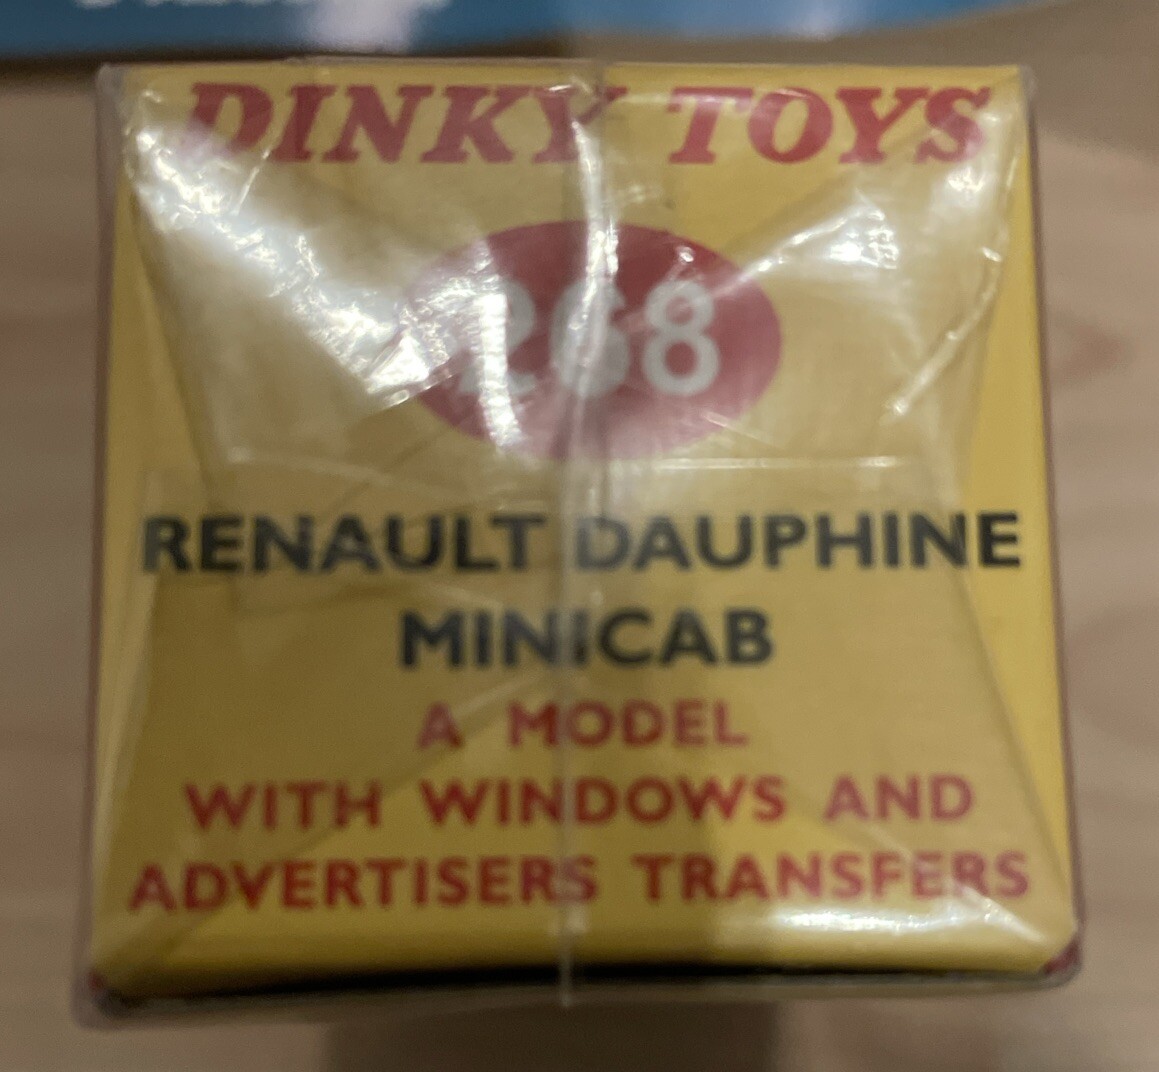 DINKY TOYS
268
RENAULT DAUPHINE
MINICAB
A MODEL
WITH WINDOWS AND
ADVERTISERS TRANSFERS